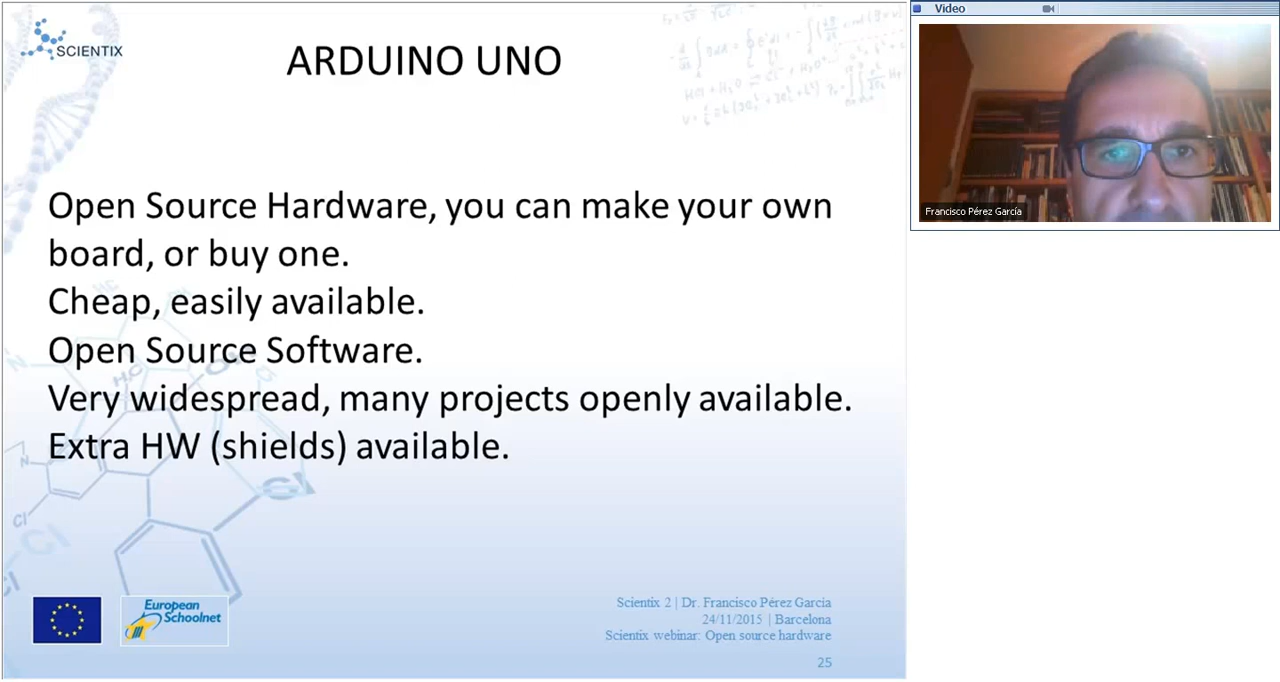 SCIENTIX
ARDUINO UNO
Open Source Hardware, you can make your own
board, or buy one.
Cheap, easily available.
Open Source Software.
Very widespread, many projects openly available.
Extra HW (shields) available.
European
Schoolnet
Scientix 2 | Dr. Francisco Pérez García
24/11/2015 | Barcelona
Scientix webinar: Open source hardware
25
Video
Francisco Pérez García